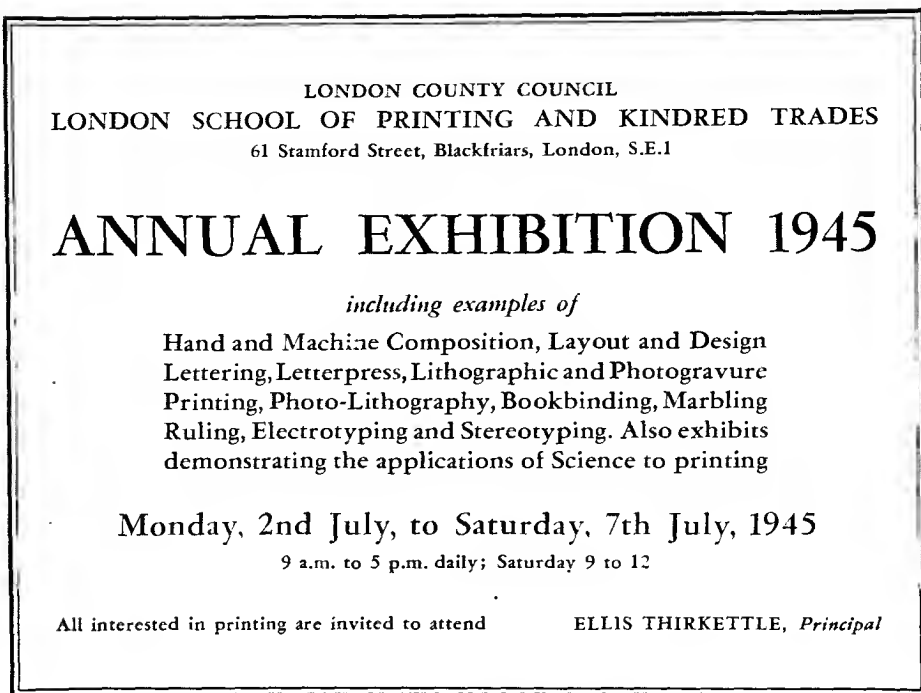 LONDON COUNTY COUNCIL
LONDON SCHOOL OF PRINTING AND KINDRED TRADES
61 Stamford Street, Blackfriars, London, S.E.1
ANNUAL EXHIBITION 1945
including examples of
Hand and Machine Composition, Layout and Design
Lettering, Letterpress, Lithographic and Photogravure
Printing, Photo-Lithography, Bookbinding, Marbling
Ruling, Electrotyping and Stereotyping. Also exhibits
demonstrating the applications of Science to printing
Monday, 2nd July, to Saturday, 7th July, 1945
9 a.m. to 5 p.m. daily; Saturday 9 to 12
All interested in printing are invited to attend ELLIS THIRKETTLE, Principal